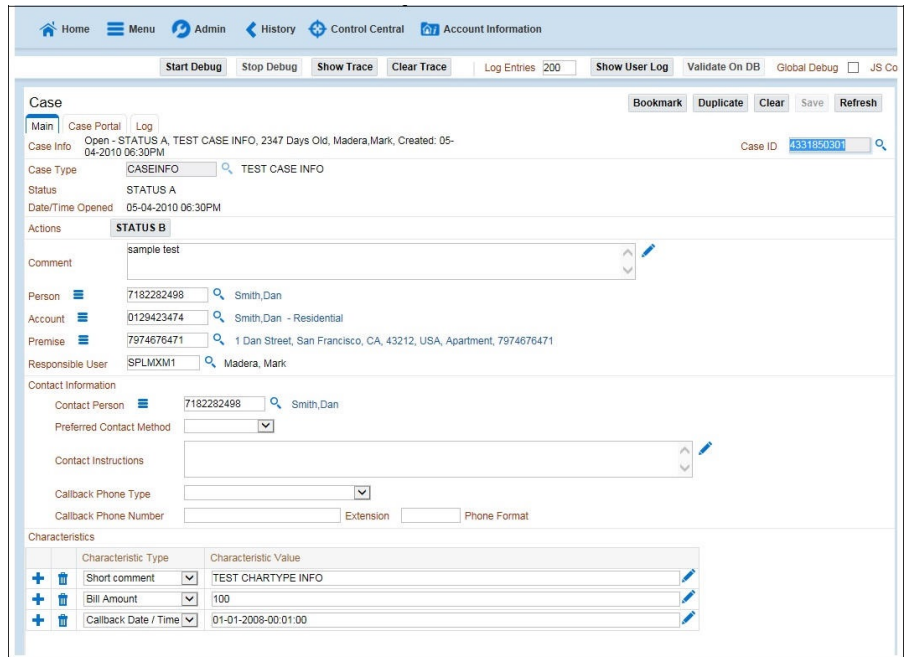 Home Menu Admin History Control Central Account Information
Start Debug Stop Debug Show Trace Clear Trace Log Entries 200 Show User Log Validate On DB Global Debug JS Co
Case Bookmark Duplicate Clear Save Refresh
Main Case Portal Log
Case Info Open - STATUS A, TEST CASE INFO, 2347 Days Old, Madera,Mark, Created: 05-
04-2010 06:30PM Case ID 4331850301
Case Type CASEINFO TEST CASE INFO
Status STATUS A
Date/Time Opened 05-04-2010 06:30PM
Actions STATUS B
sample test
Comment
Person 7182282498 Smith,Dan
Account 0129423474 Smith,Dan - Residential
Premise 7974676471 1 Dan Street, San Francisco, CA, 43212, USA, Apartment, 7974676471
Responsible User SPLMXM1 Madera, Mark
Contact Information
Contact Person 7182282498 Smith,Dan
Preferred Contact Method
Contact Instructions
Callback Phone Type
Callback Phone Number Extension Phone Format
Characteristics
Characteristic Type Characteristic Value
Short comment TEST CHARTYPE INFO
Bill Amount 100
Callback Date / Time 01-01-2008-00:01:00